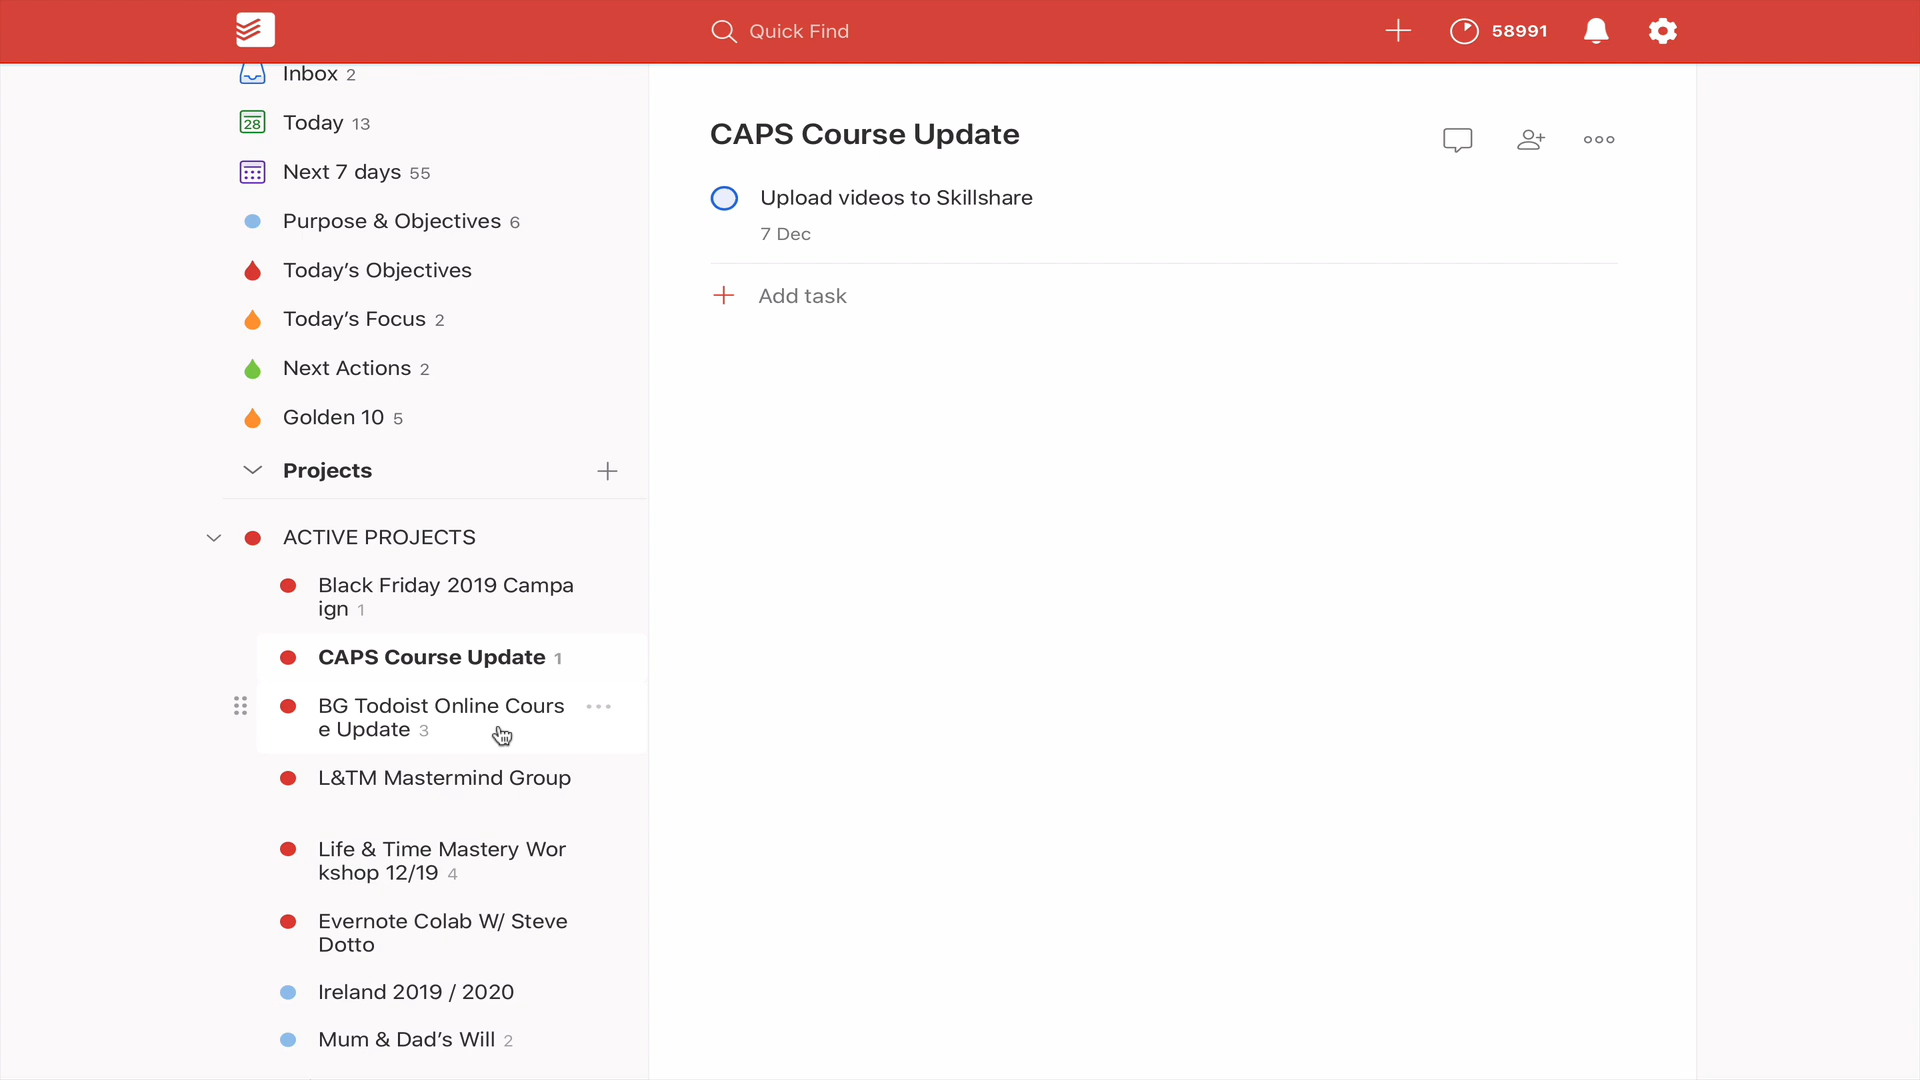 Quick Find
58991
Inbox 2
28
Today 13
Next 7 days 55
Purpose & Objectives 6
Today's Objectives
Today's Focus 2
Next Actions 2
Golden 10 5
Projects
ACTIVE PROJECTS
Black Friday 2019 Campa
ign 1
CAPS Course Update 1
BG Todoist Online Cours
e Update 3
L&TM Mastermind Group
Life & Time Mastery Wor
kshop 12/19 4
Evernote Colab W/ Steve
Dotto
Ireland 2019 / 2020
Mum & Dad's Will 2
CAPS Course Update
Upload videos to Skillshare
7 Dec
Add task